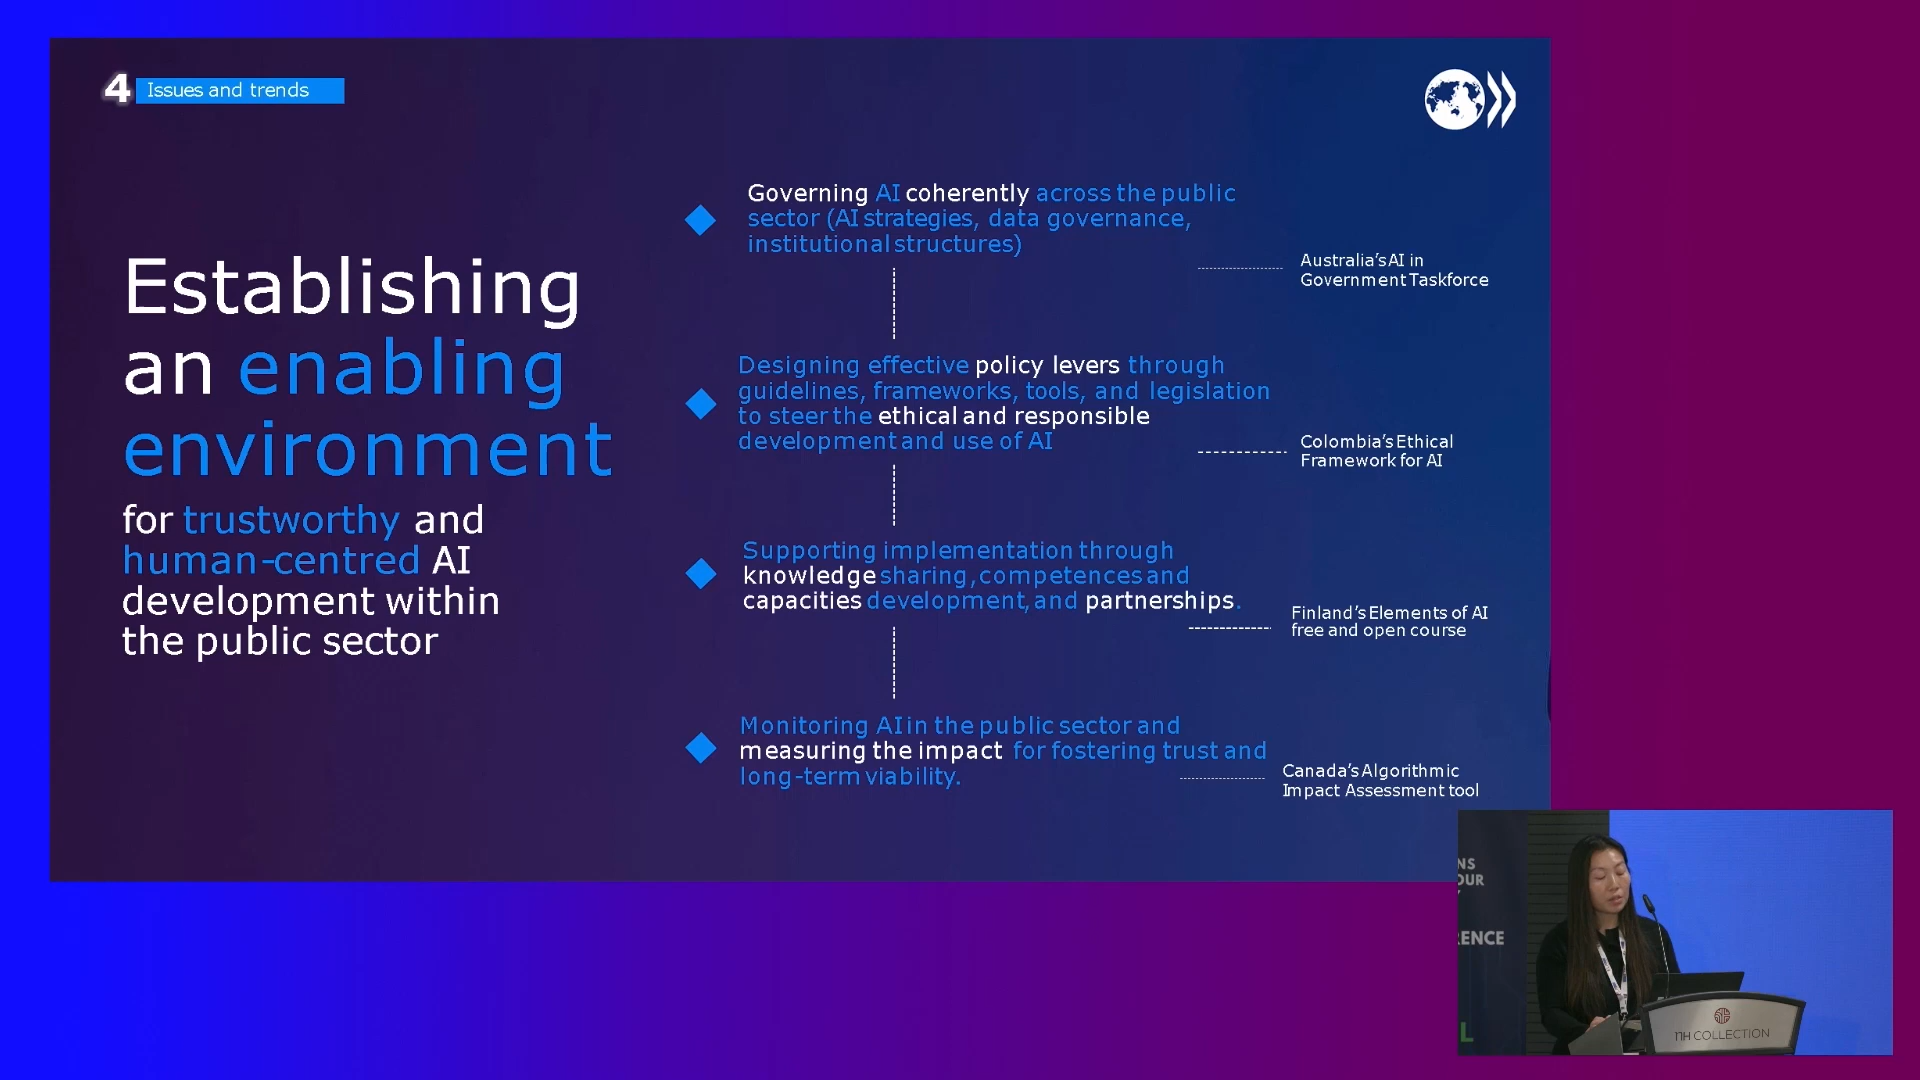 4 Issues and trends
Establishing
an enabling
environment
for trustworthy and
human-centred AI
development within
the public sector
Governing AI coherently across the public
sector (AI strategies, data governance,
institutional structures)
Australia's AI in
Government Taskforce
Designing effective policy levers through
guidelines, frameworks, tools, and legislation
to steer the ethical and responsible
development and use of AI
Colombia's Ethical
Framework for AI
Supporting implementation through
knowledge sharing, competences and
capacities development, and partnerships.
Finland's Elements of AI
free and open course
Monitoring AI in the public sector and
measuring the impact for fostering trust and
long-term viability.
Canada's Algorithmic
Impact Assessment tool
NS
OUR
ENCE
L
NH COLLECTION